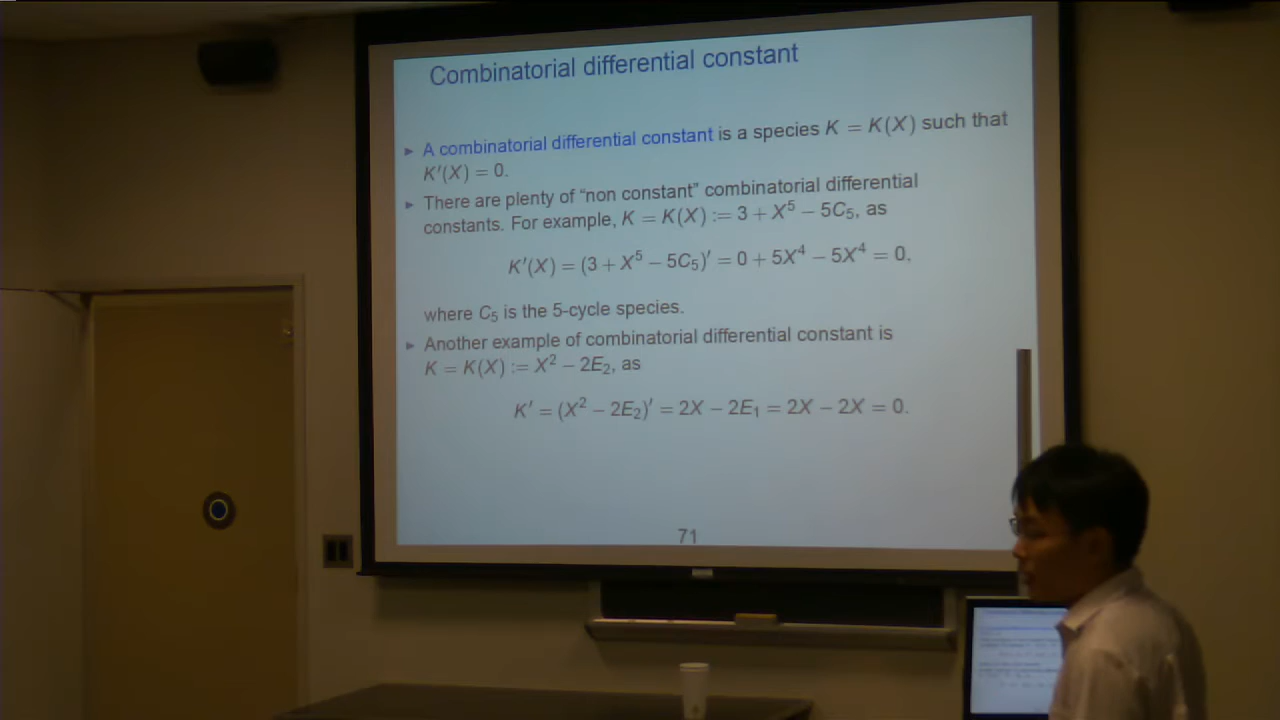 Combinatorial differential constant
► A combinatorial differential constant is a species K = K(X) such that
K′(X) = 0.
► There are plenty of “non constant” combinatorial differential
constants. For example, K = K(X) := 3 + X⁵ − 5C₅, as
K′(X) = (3 + X⁵ − 5C₅)′ = 0 + 5X⁴ − 5X⁴ = 0,
where C₅ is the 5-cycle species.
► Another example of combinatorial differential constant is
K = K(X) := X² − 2E₂, as
K′ = (X² − 2E₂)′ = 2X − 2E₁ = 2X − 2X = 0.
71